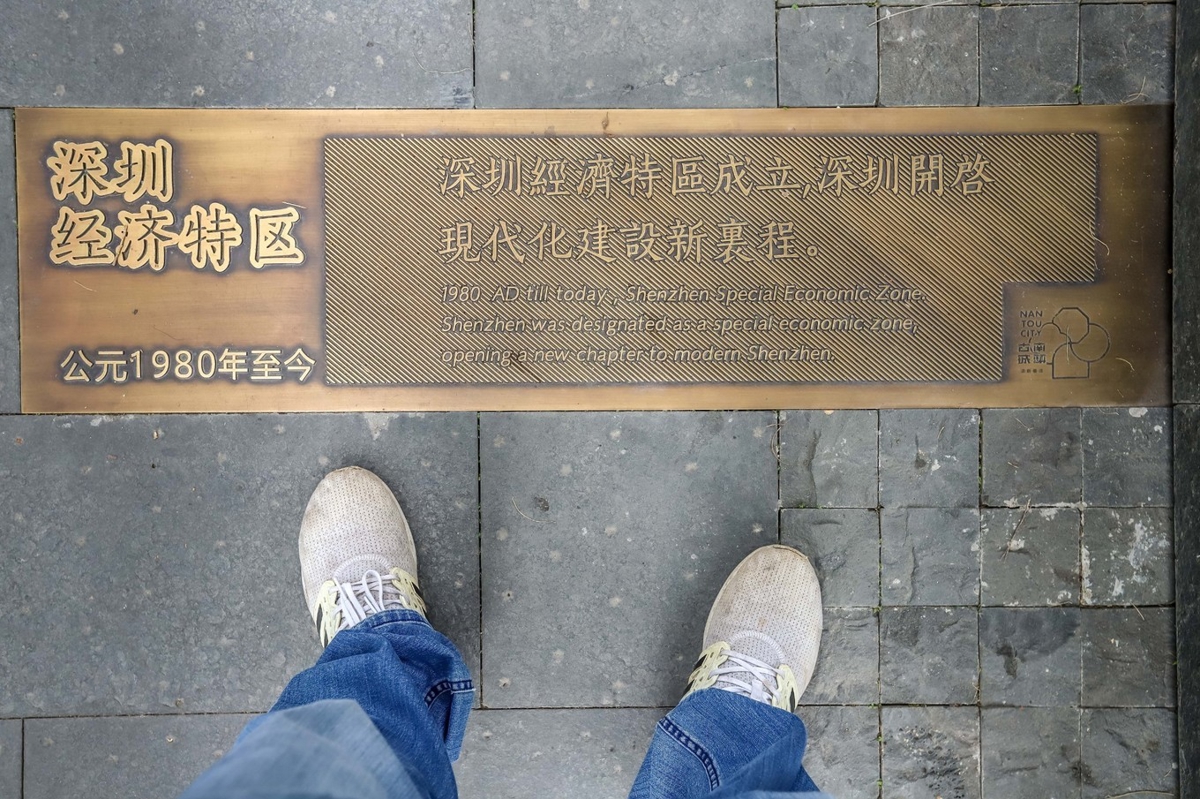 深圳
经济特区
公元1980年至今
深圳經濟特區成立,深圳開啓
現代化建設新裏程
1980 AD till today, Shenzhen Special Economic Zone.
Shenzhen was designated as a special economic zone,
opening a new chapter to modern Shenzhen.
NAN
TOU
CITY